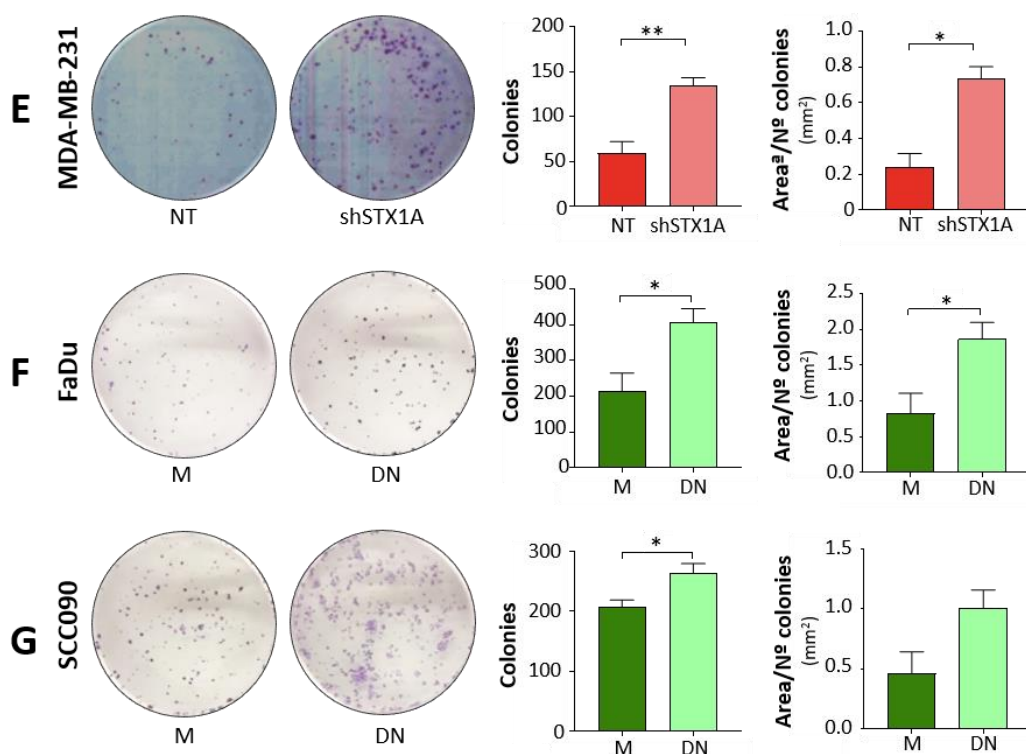 E
MDA-MB-231
NT
shSTX1A
Colonies
200
150
100
50
0
**
NT
shSTX1A
Areaª/Nº colonies
(mm²)
0.8
0.6
0.4
0.2
0
*
NT
shSTX1A
F
FaDu
M
DN
Colonies
500
400
300
200
100
0
*
M
DN
Area/Nº colonies
(mm²)
2.5
2.0
1.5
1.0
0.5
0.0
*
M
DN
G
SCC090
M
DN
Colonies
300
200
100
0
*
M
DN
Area/Nº colonies
(mm²)
1.5
1.0
0.5
0.0
M
DN